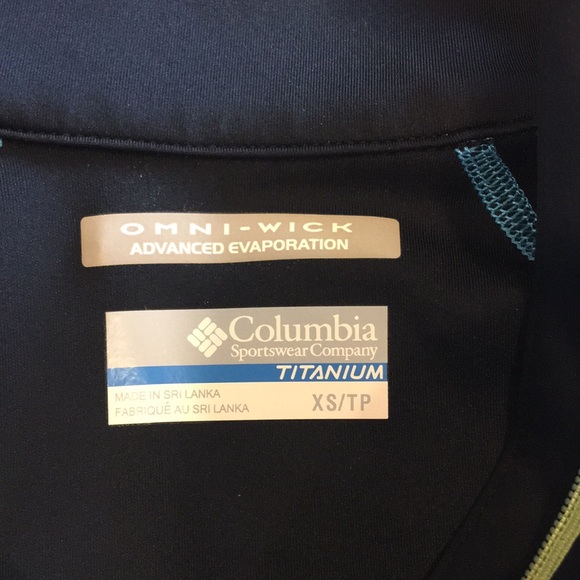 OMNI-WICK
ADVANCED EVAPORATION
Columbia
Sportswear Company
TITANIUM
MADE IN SRI LANKA
FABRIQUÉ AU SRI LANKA
XS/TP